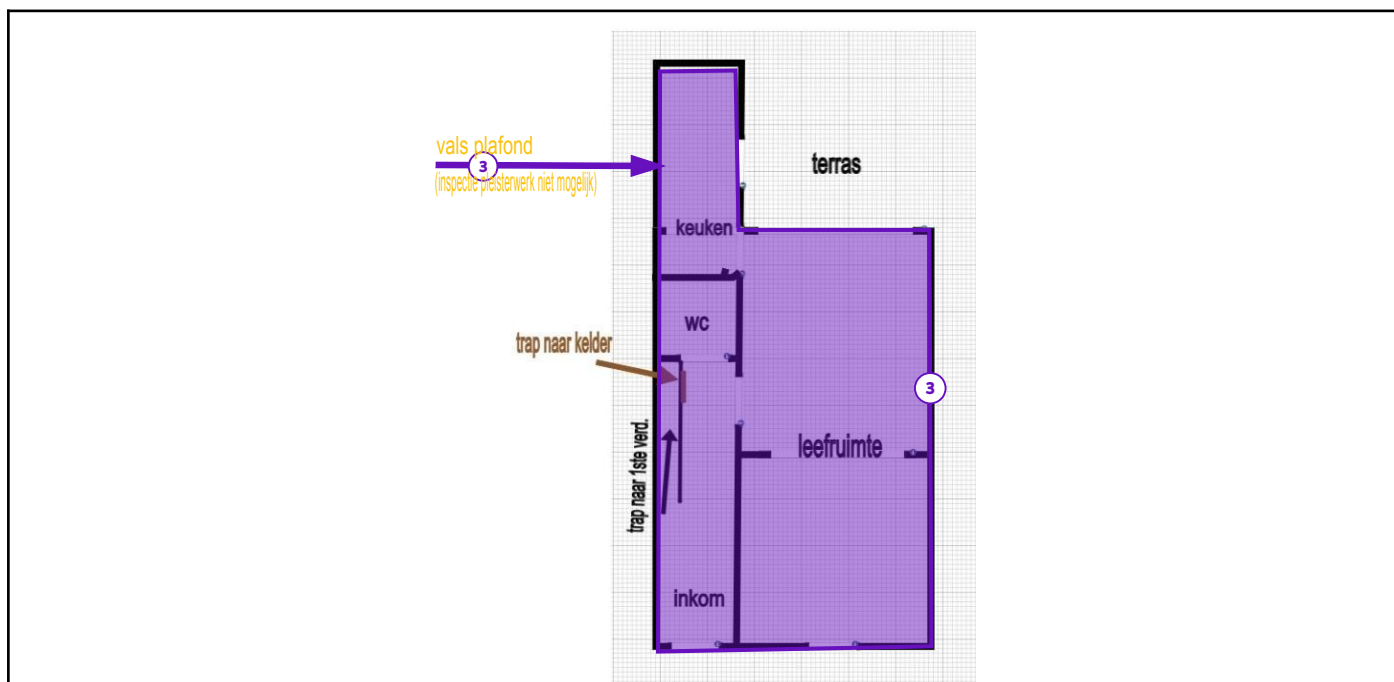 vals plafond
3
(inspectie pleisterwerk niet mogelijk)
terras
keuken
wc
trap naar kelder
3
leefruimte
trap naar 1ste verd.
inkom